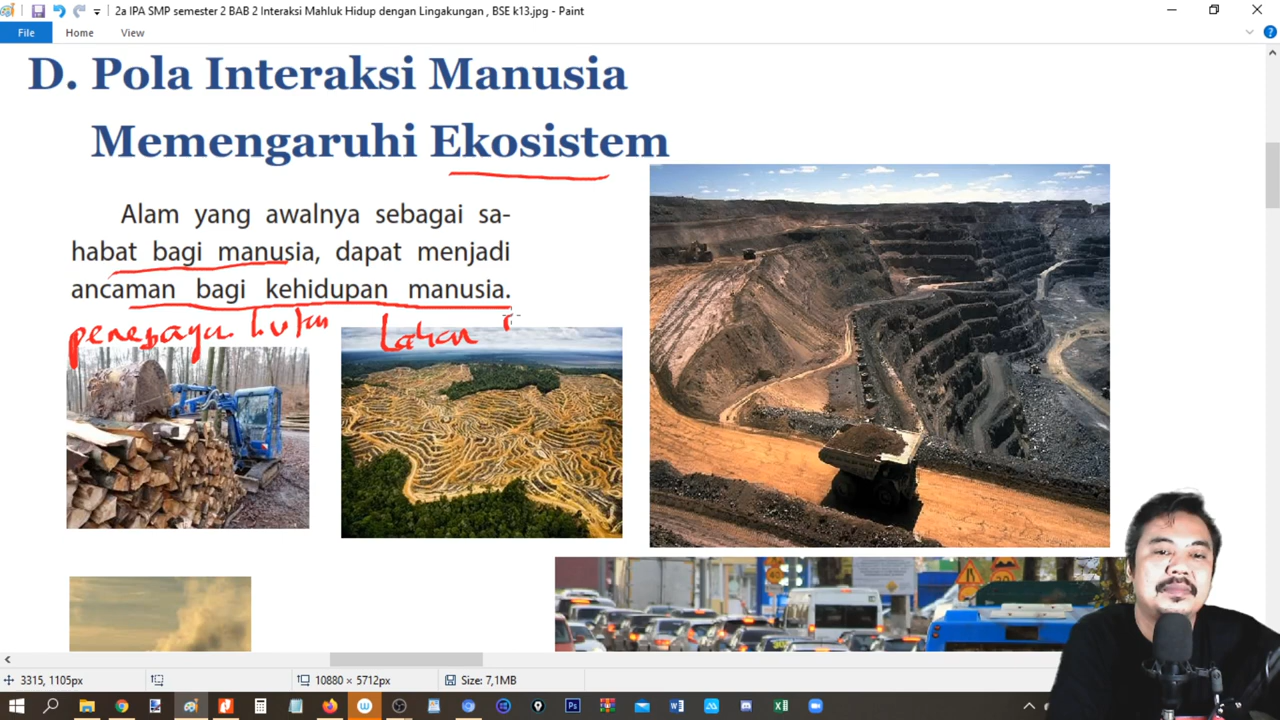 2a IPA SMP semester 2 BAB 2 Interaksi Mahluk Hidup dengan Lingakungan , BSE k13.jpg - Paint
File Home View
D. Pola Interaksi Manusia
Memengaruhi Ekosistem
Alam yang awalnya sebagai sa-
habat bagi manusia, dapat menjadi
ancaman bagi kehidupan manusia.
hutan Lahan
3315, 1105px 10880 × 5712px Size: 7,1MB